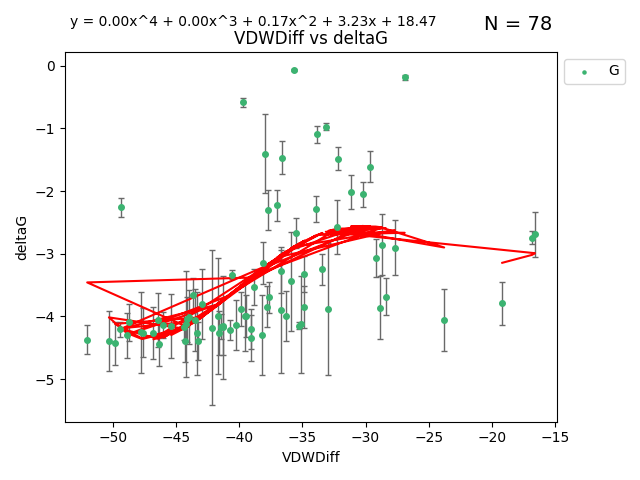 y = 0.00x^4 + 0.00x^3 + 0.17x^2 + 3.23x + 18.47
N = 78
VDWDiff vs deltaG
G
deltaG
0
−1
−2
−3
−4
−5
−50 −45 −40 −35 −30 −25 −20 −15
VDWDiff